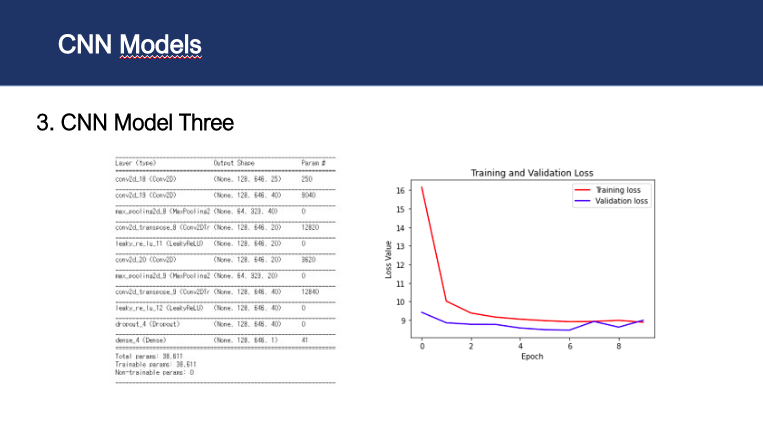 CNN Models
3. CNN Model Three
Layer (type) Output Shape Param #
conv2d_18 (Conv2D) (None, 128, 646, 25) 250
conv2d_19 (Conv2D) (None, 128, 646, 40) 9040
max_pooling2d_8 (MaxPooling2 (None, 64, 323, 40) 0
conv2d_transpose_8 (Conv2DTr (None, 128, 646, 20) 12820
leaky_re_lu_11 (LeakyReLU) (None, 128, 646, 20) 0
conv2d_20 (Conv2D) (None, 128, 646, 20) 3620
max_pooling2d_9 (MaxPooling2 (None, 64, 323, 20) 0
conv2d_transpose_9 (Conv2DTr (None, 128, 646, 40) 12840
leaky_re_lu_12 (LeakyReLU) (None, 128, 646, 40) 0
dropout_4 (Dropout) (None, 128, 646, 40) 0
dense_4 (Dense) (None, 128, 646, 1) 41
Total params: 38,611
Trainable params: 38,611
Non-trainable params: 0
Training and Validation Loss
Training loss
Validation loss
Loss Value
16
15
14
13
12
11
10
9
0 2 4 6 8
Epoch